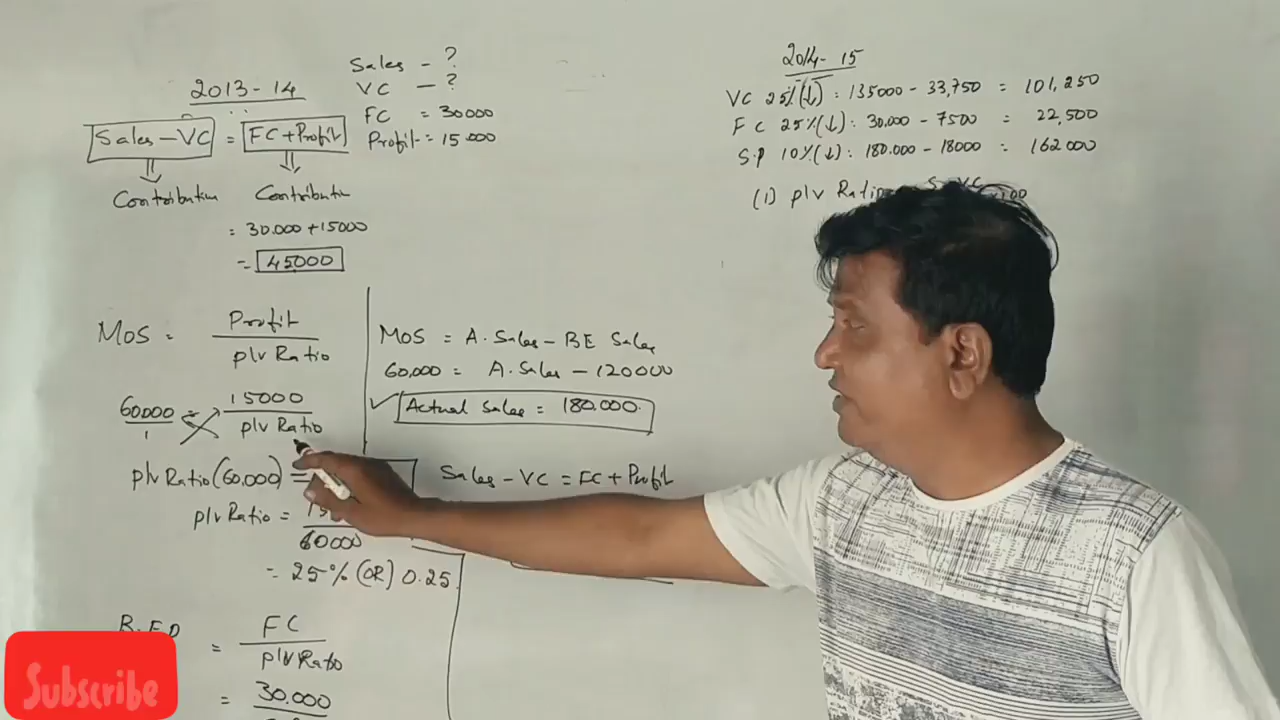 2013-14
Sales - ?
VC - ?
FC = 30000
Profit = 15.000
Sales - VC = FC + Profit
Contribution Contribution
= 30.000 + 15000
= 45000
MOS = Profit / p/v Ratio
60.000 / 1 = 15000 / p/v Ratio
p/v Ratio (60,000) =
p/v Ratio =
60000
= 25% (OR) 0.25
= FC / p/v Ratio
= 30.000
MOS = A. Sales - BE Sales
60,000 = A. Sales - 120000
Actual Sales = 180.000.
Sales - VC = FC + Profit
2014-15
VC 25% (↓) : 135000 - 33,750 = 101,250
FC 25% (↓) : 30.000 - 7500 = 22,500
S.P 10% (↓) : 180.000 - 18000 = 162000
(1) p/v Ratio
Subscribe